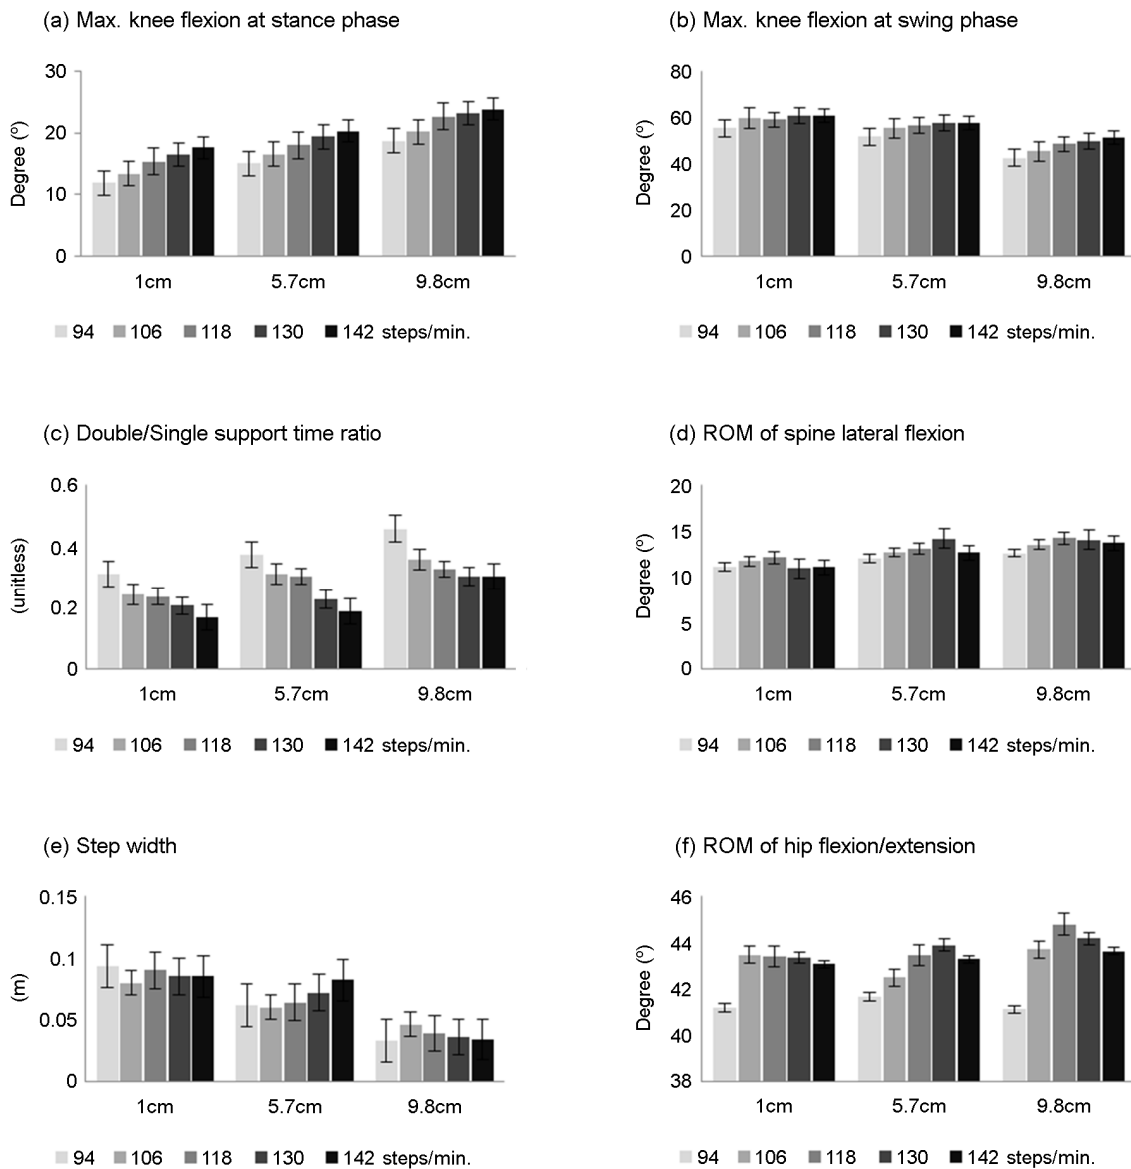 (a) Max. knee flexion at stance phase
30
20
10
0
Degree (º)
1cm 5.7cm 9.8cm
94 106 118 130 142 steps/min.
(b) Max. knee flexion at swing phase
80
60
40
20
0
Degree (º)
1cm 5.7cm 9.8cm
94 106 118 130 142 steps/min.
(c) Double/Single support time ratio
0.6
0.4
0.2
0
(unitless)
1cm 5.7cm 9.8cm
94 106 118 130 142 steps/min.
(d) ROM of spine lateral flexion
20
15
10
5
0
Degree (º)
1cm 5.7cm 9.8cm
94 106 118 130 142 steps/min.
(e) Step width
0.15
0.1
0.05
0
(m)
1cm 5.7cm 9.8cm
94 106 118 130 142 steps/min.
(f) ROM of hip flexion/extension
46
44
42
40
38
Degree (º)
1cm 5.7cm 9.8cm
94 106 118 130 142 steps/min.